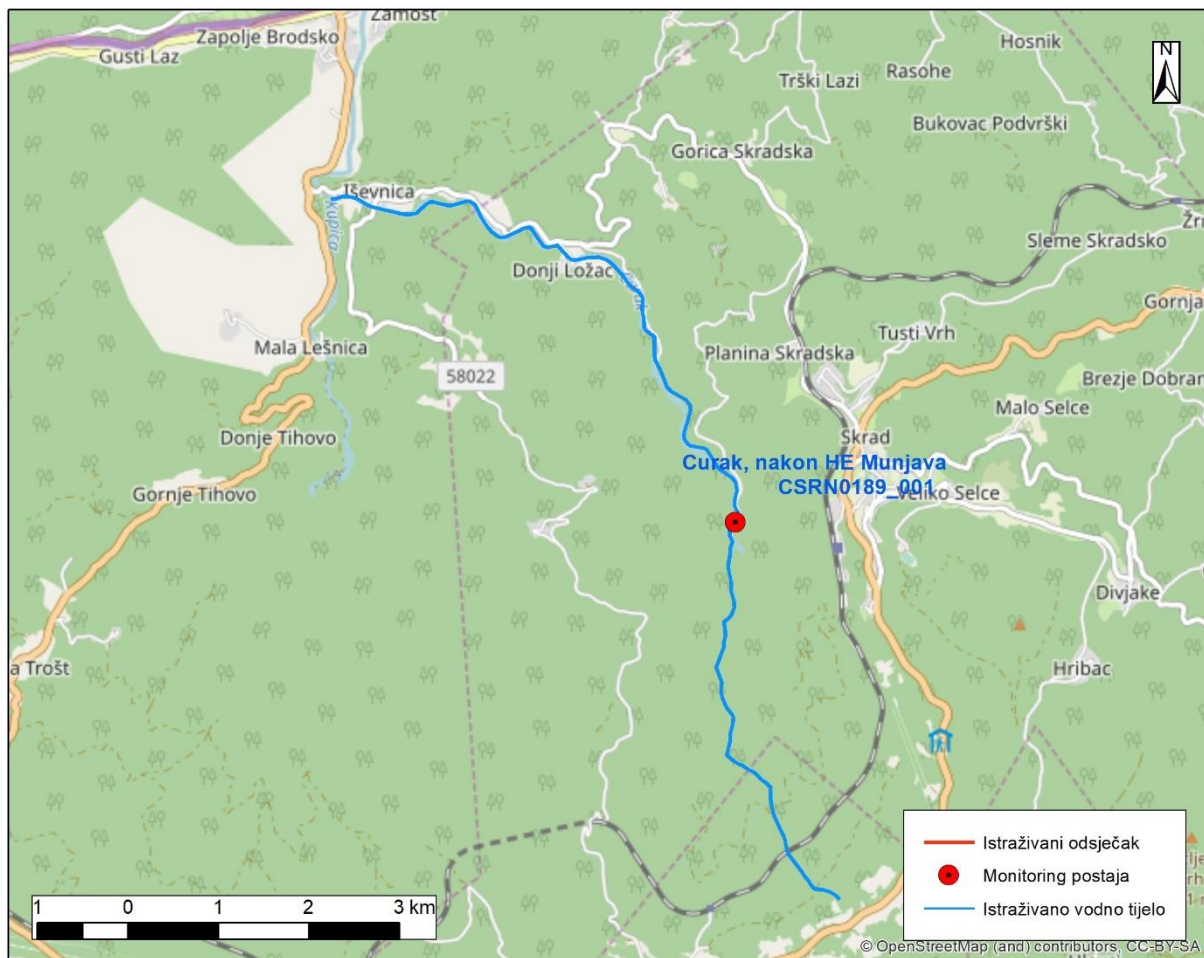 Zamost
Zapolje Brodsko
Gusti Laz
Hosnik
N
Rasohe
Trški Lazi
Bukovac Podvrški
Gorica Skradska
Iševnica
Kupica
Sleme Skradsko
Donji Ložac
Curak
Gornja
Tusti Vrh
Mala Lešnica
Planina Skradska
58022
Brezje Dobran
Malo Selce
Donje Tihovo
Skrad
Curak, nakon HE Munjava
CSRN0189_001
Veliko Selce
Gornje Tihovo
Divjake
a Trošt
Hribac
Istraživani odsječak
Monitoring postaja
Istraživano vodno tijelo
1 0 1 2 3 km
© OpenStreetMap (and) contributors, CC-BY-SA